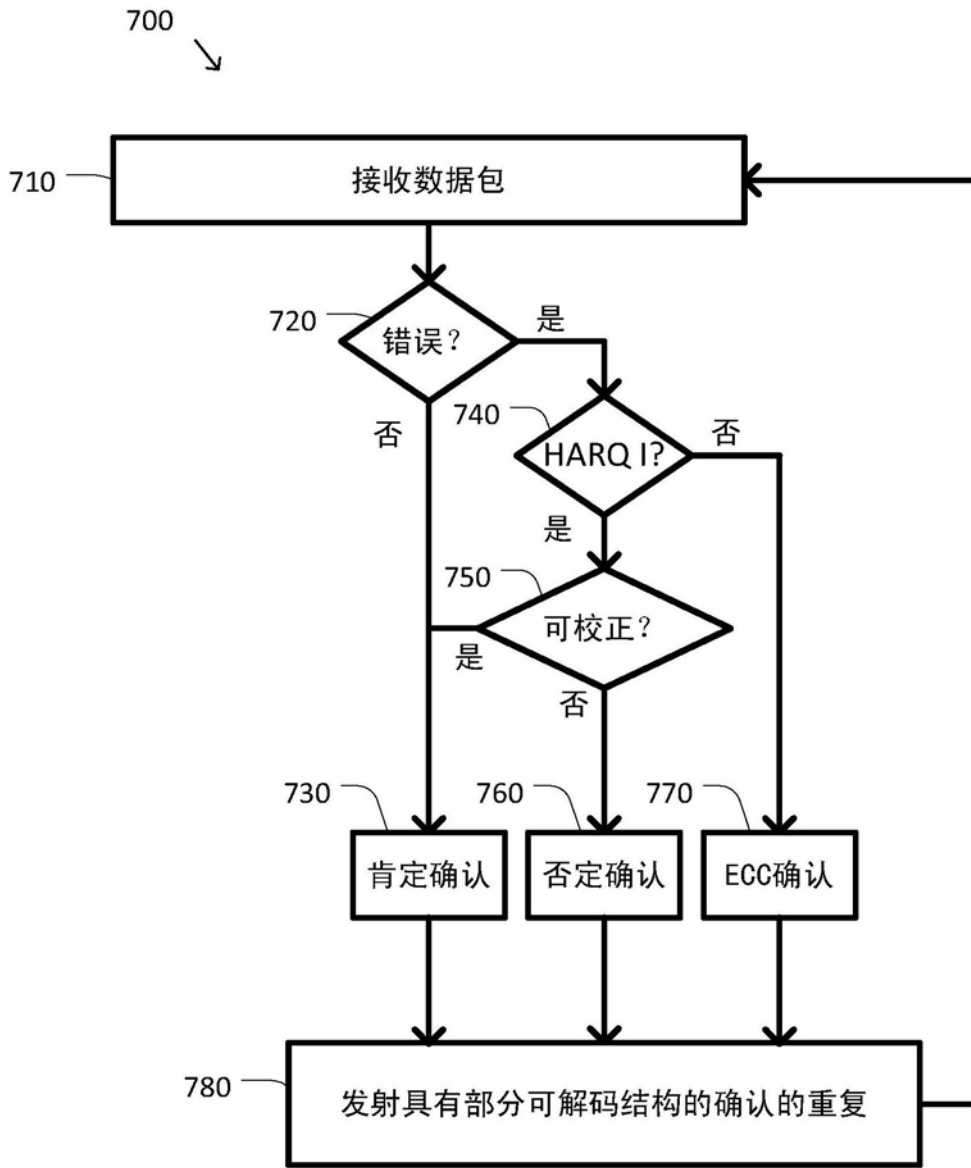 700
710
接收数据包
720
错误？
是
否
740
HARQ I?
否
是
750
可校正？
是
否
730
肯定确认
760
否定确认
770
ECC确认
780
发射具有部分可解码结构的确认的重复